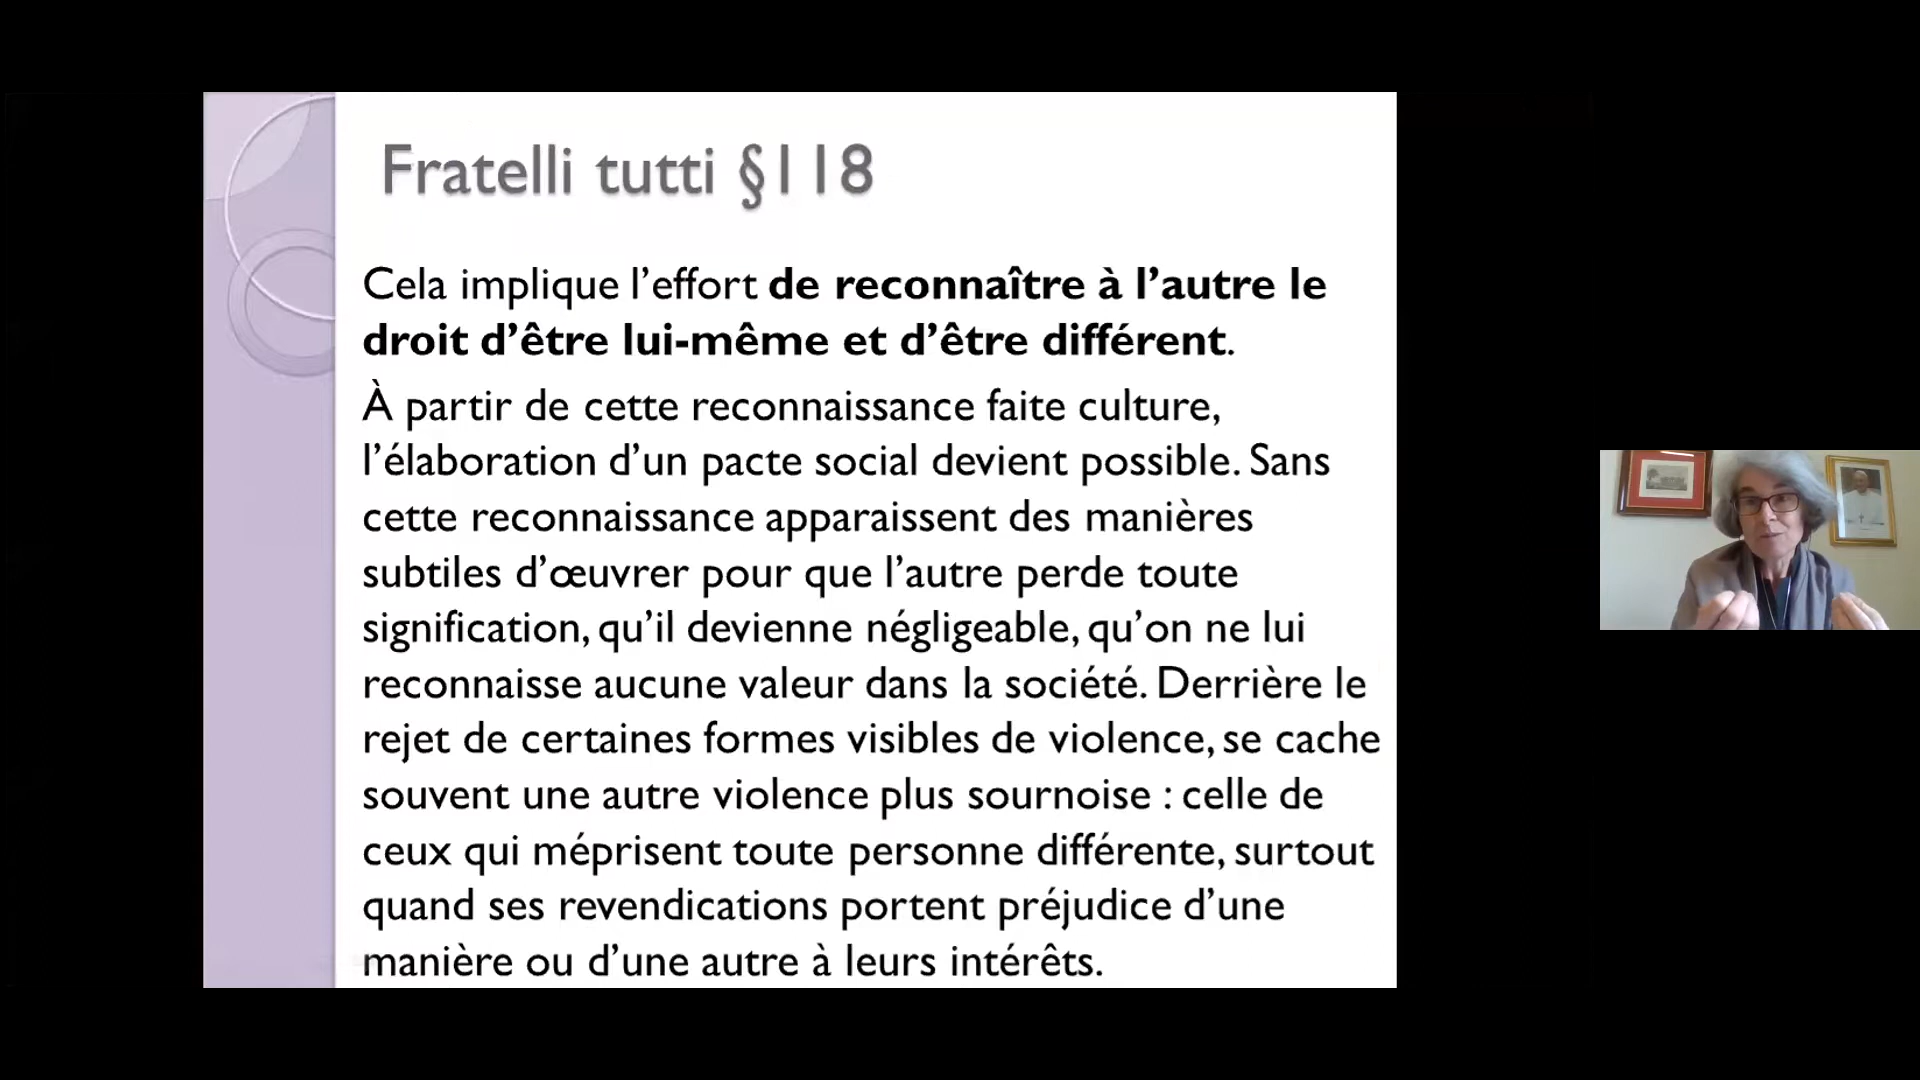 Fratelli tutti §118
Cela implique l’effort de reconnaître à l’autre le
droit d’être lui-même et d’être différent.
À partir de cette reconnaissance faite culture,
l’élaboration d’un pacte social devient possible. Sans
cette reconnaissance apparaissent des manières
subtiles d’œuvrer pour que l’autre perde toute
signification, qu’il devienne négligeable, qu’on ne lui
reconnaisse aucune valeur dans la société. Derrière le
rejet de certaines formes visibles de violence, se cache
souvent une autre violence plus sournoise : celle de
ceux qui méprisent toute personne différente, surtout
quand ses revendications portent préjudice d’une
manière ou d’une autre à leurs intérêts.